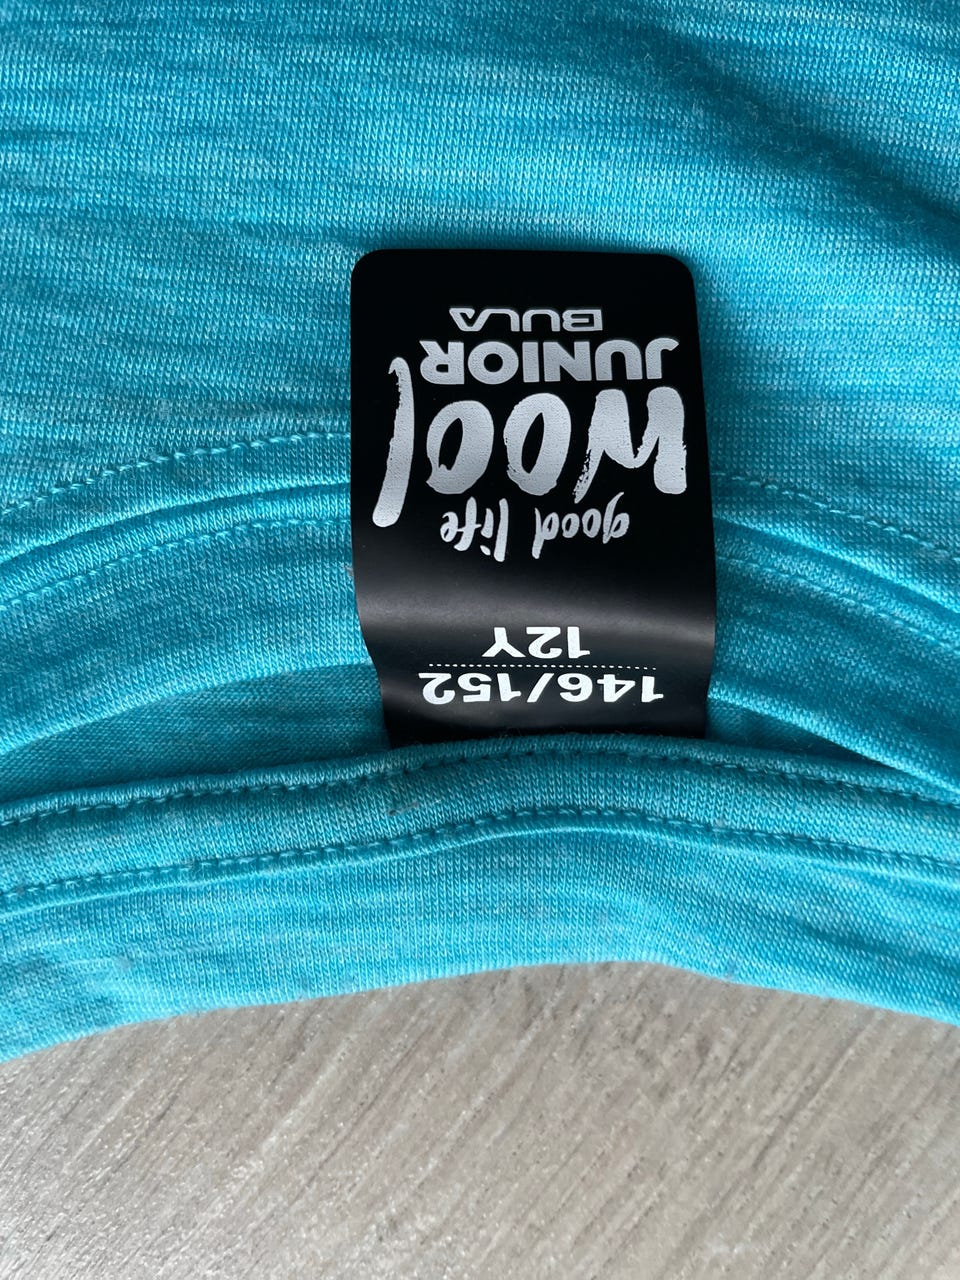 146/152
12Y
good life
WOOL
JUNIOR
BULA